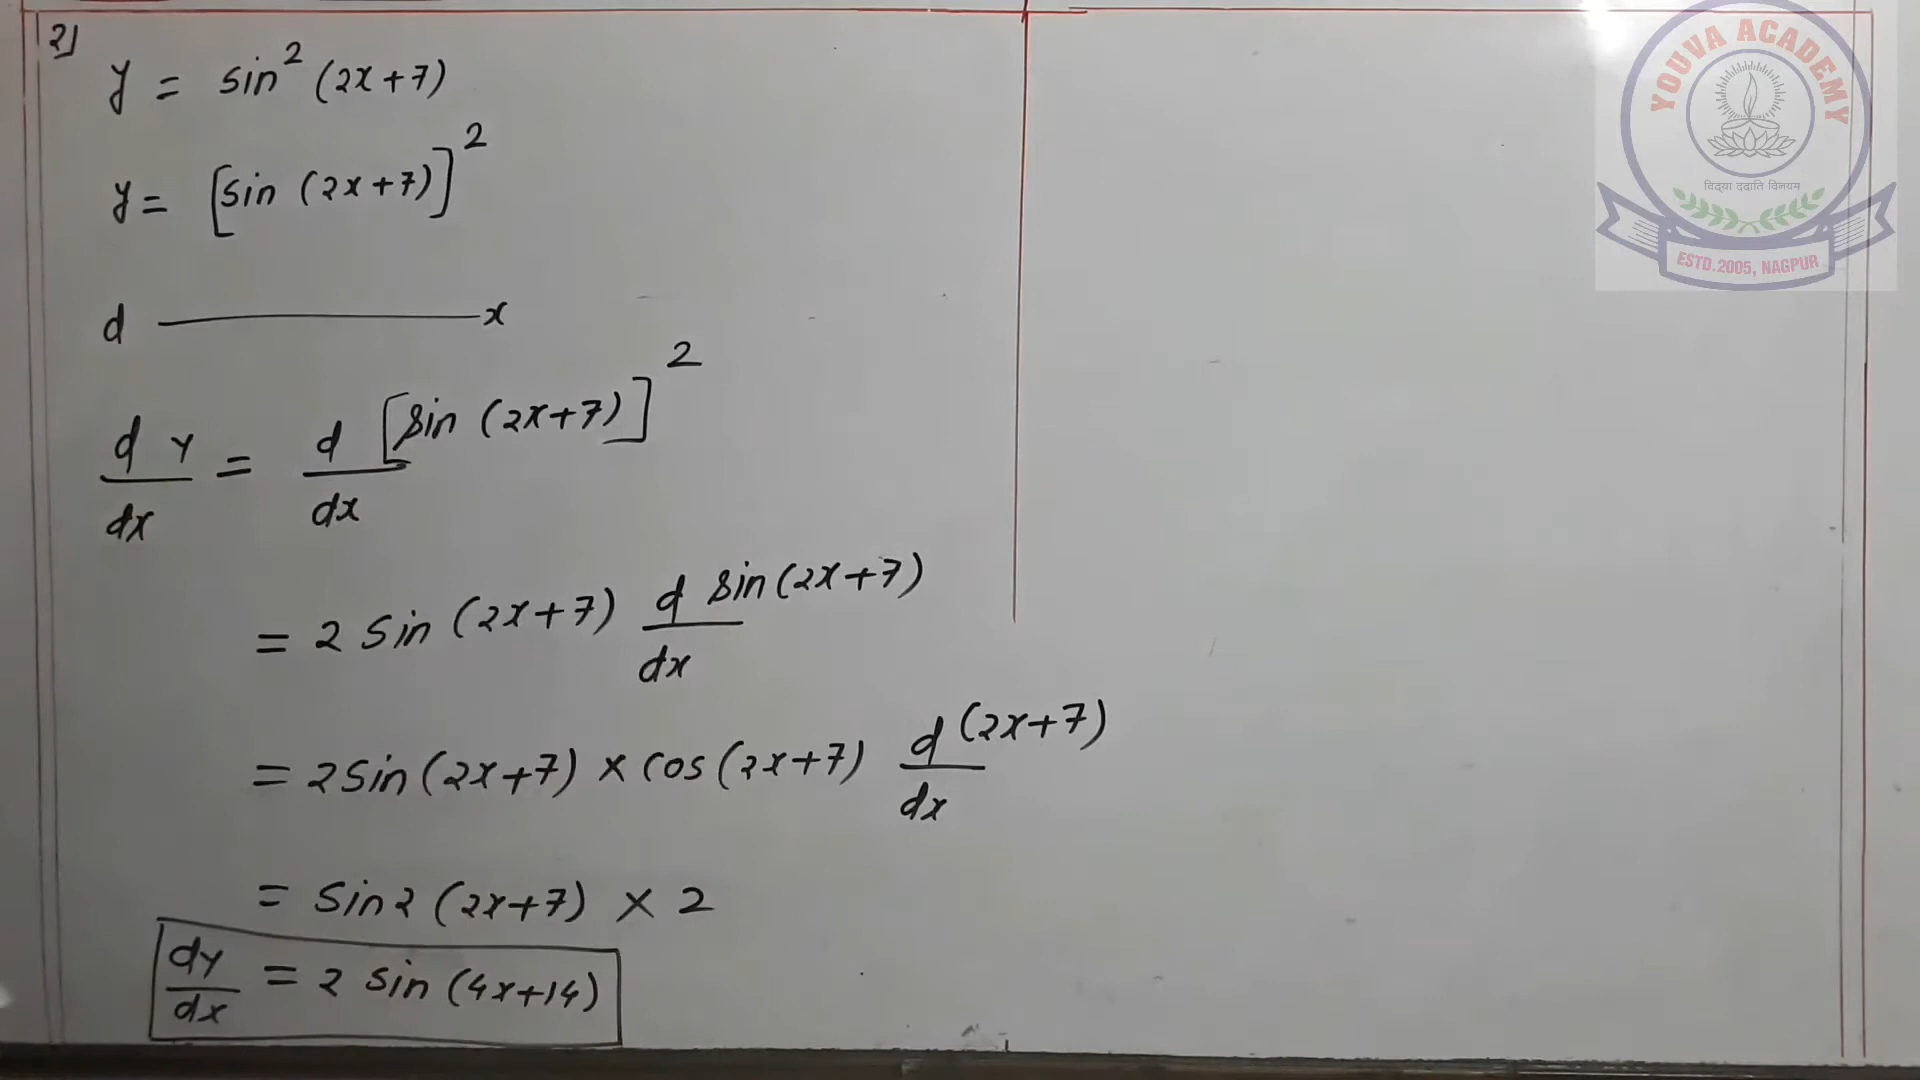 2)
y = sin² (2x+7)
y = [sin (2x+7)]²
d ——— x
dy/dx = d/dx [sin (2x+7)]²
= 2 sin (2x+7) d/dx sin(2x+7)
= 2sin(2x+7) × cos(2x+7) d/dx (2x+7)
= sin2 (2x+7) × 2
dy/dx = 2 sin (4x+14)
YOUVA ACADEMY
विद्या ददाति विनयम
ESTD.2005, NAGPUR